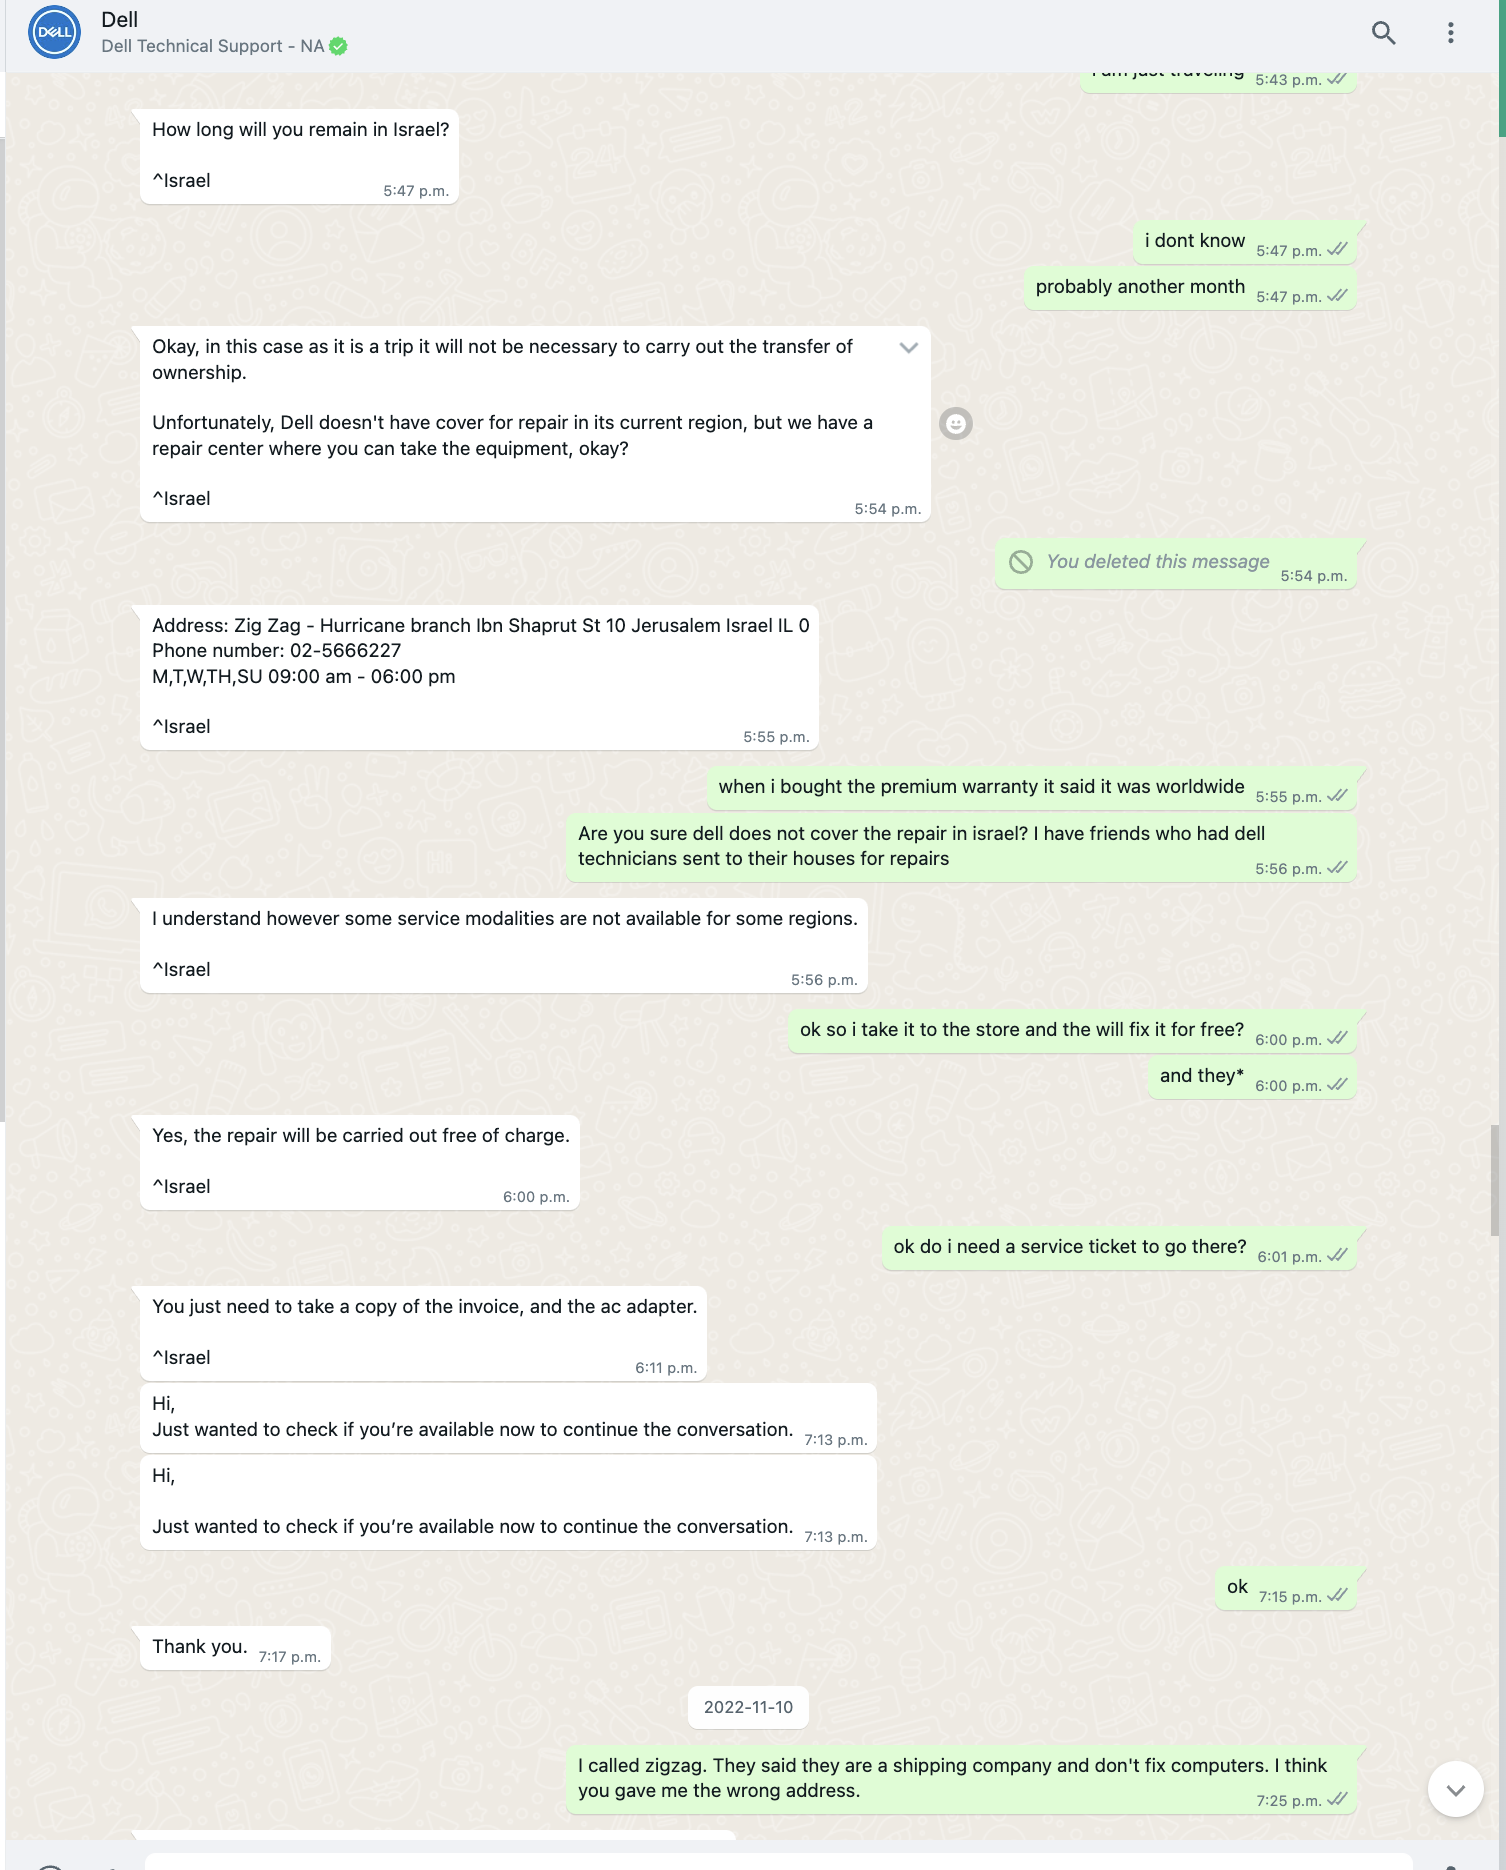 DELL
Dell
Dell Technical Support - NA
I am just traveling 5:43 p.m.
How long will you remain in Israel?
^Israel
5:47 p.m.
i dont know 5:47 p.m.
probably another month 5:47 p.m.
Okay, in this case as it is a trip it will not be necessary to carry out the transfer of
ownership.
Unfortunately, Dell doesn't have cover for repair in its current region, but we have a
repair center where you can take the equipment, okay?
^Israel
5:54 p.m.
You deleted this message 5:54 p.m.
Address: Zig Zag - Hurricane branch Ibn Shaprut St 10 Jerusalem Israel IL 0
Phone number: 02-5666227
M,T,W,TH,SU 09:00 am - 06:00 pm
^Israel
5:55 p.m.
when i bought the premium warranty it said it was worldwide 5:55 p.m.
Are you sure dell does not cover the repair in israel? I have friends who had dell
technicians sent to their houses for repairs
5:56 p.m.
I understand however some service modalities are not available for some regions.
^Israel
5:56 p.m.
ok so i take it to the store and the will fix it for free? 6:00 p.m.
and they* 6:00 p.m.
Yes, the repair will be carried out free of charge.
^Israel
6:00 p.m.
ok do i need a service ticket to go there? 6:01 p.m.
You just need to take a copy of the invoice, and the ac adapter.
^Israel
6:11 p.m.
Hi,
Just wanted to check if you’re available now to continue the conversation. 7:13 p.m.
Hi,
Just wanted to check if you’re available now to continue the conversation. 7:13 p.m.
ok 7:15 p.m.
Thank you. 7:17 p.m.
2022-11-10
I called zigzag. They said they are a shipping company and don't fix computers. I think
you gave me the wrong address.
7:25 p.m.